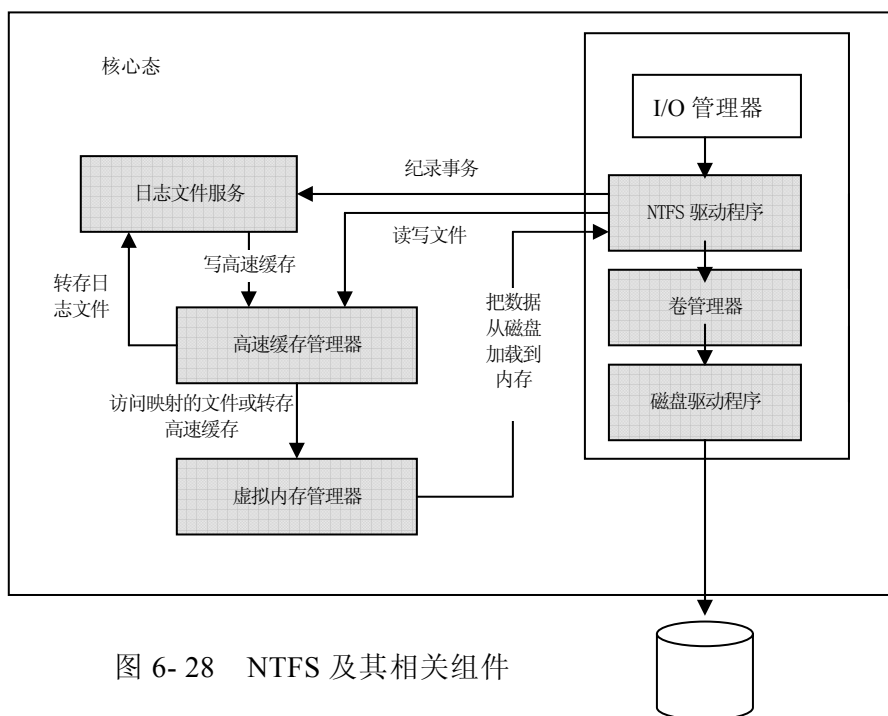 核心态
I/O 管理器
纪录事务
日志文件服务
NTFS 驱动程序
读写文件
写高速缓存
转存日
志文件
把数据
从磁盘
加载到
内存
卷管理器
高速缓存管理器
磁盘驱动程序
访问映射的文件或转存
高速缓存
虚拟内存管理器
图 6- 28 NTFS 及其相关组件